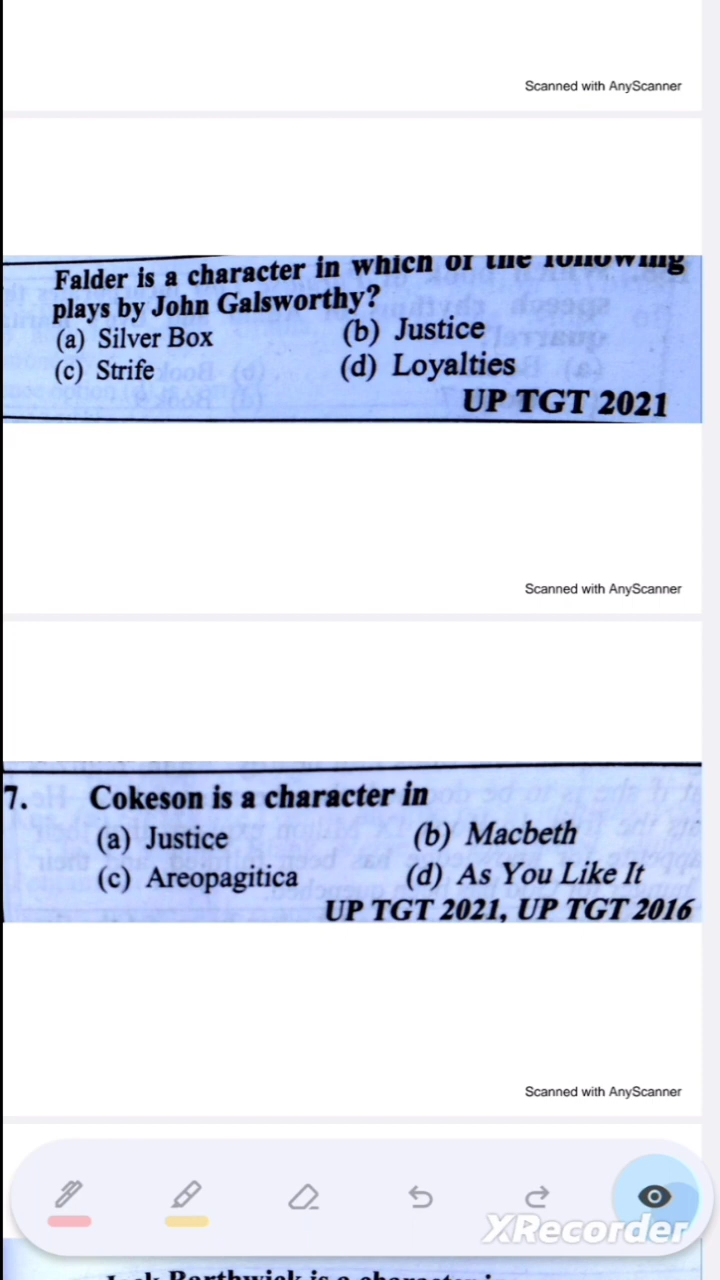 Scanned with AnyScanner
Falder is a character in which of the following
plays by John Galsworthy?
(a) Silver Box (b) Justice
(c) Strife (d) Loyalties
UP TGT 2021
Scanned with AnyScanner
7. Cokeson is a character in
(a) Justice (b) Macbeth
(c) Areopagitica (d) As You Like It
UP TGT 2021, UP TGT 2016
Scanned with AnyScanner
XRecorder
Barthwick is a